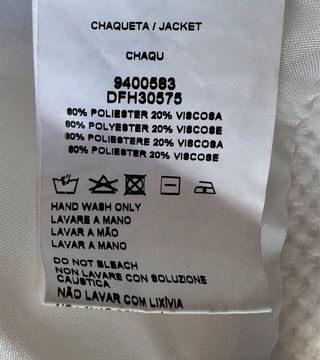 CHAQUETA / JACKET
CHAQU
9400583
DFH30575
80% POLIESTER 20% VISCOSA
80% POLYESTER 20% VISCOSE
80% POLIESTERE 20% VISCOSA
80% POLIESTER 20% VISCOSE
HAND WASH ONLY
LAVARE A MANO
LAVAR A MÃO
LAVAR A MANO
DO NOT BLEACH
NON LAVARE CON SOLUZIONE
CAUSTICA
NÃO LAVAR COM LIXÍVIA